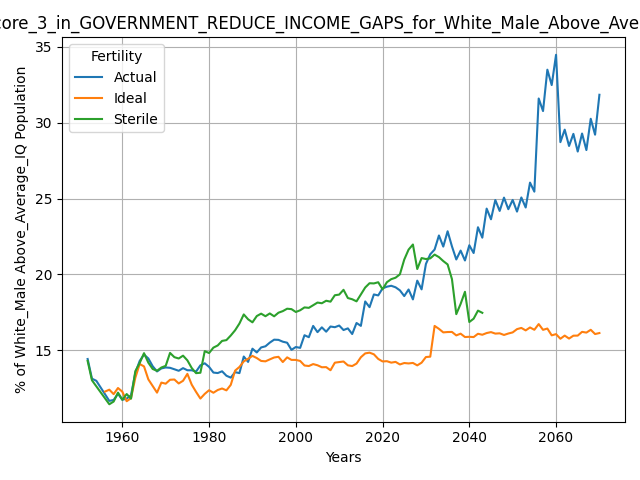 core_3_in_GOVERNMENT_REDUCE_INCOME_GAPS_for_White_Male_Above_Ave
Fertility
Actual
Ideal
Sterile
% of White_Male Above_Average_IQ Population
35
30
25
20
15
1960 1980 2000 2020 2040 2060
Years